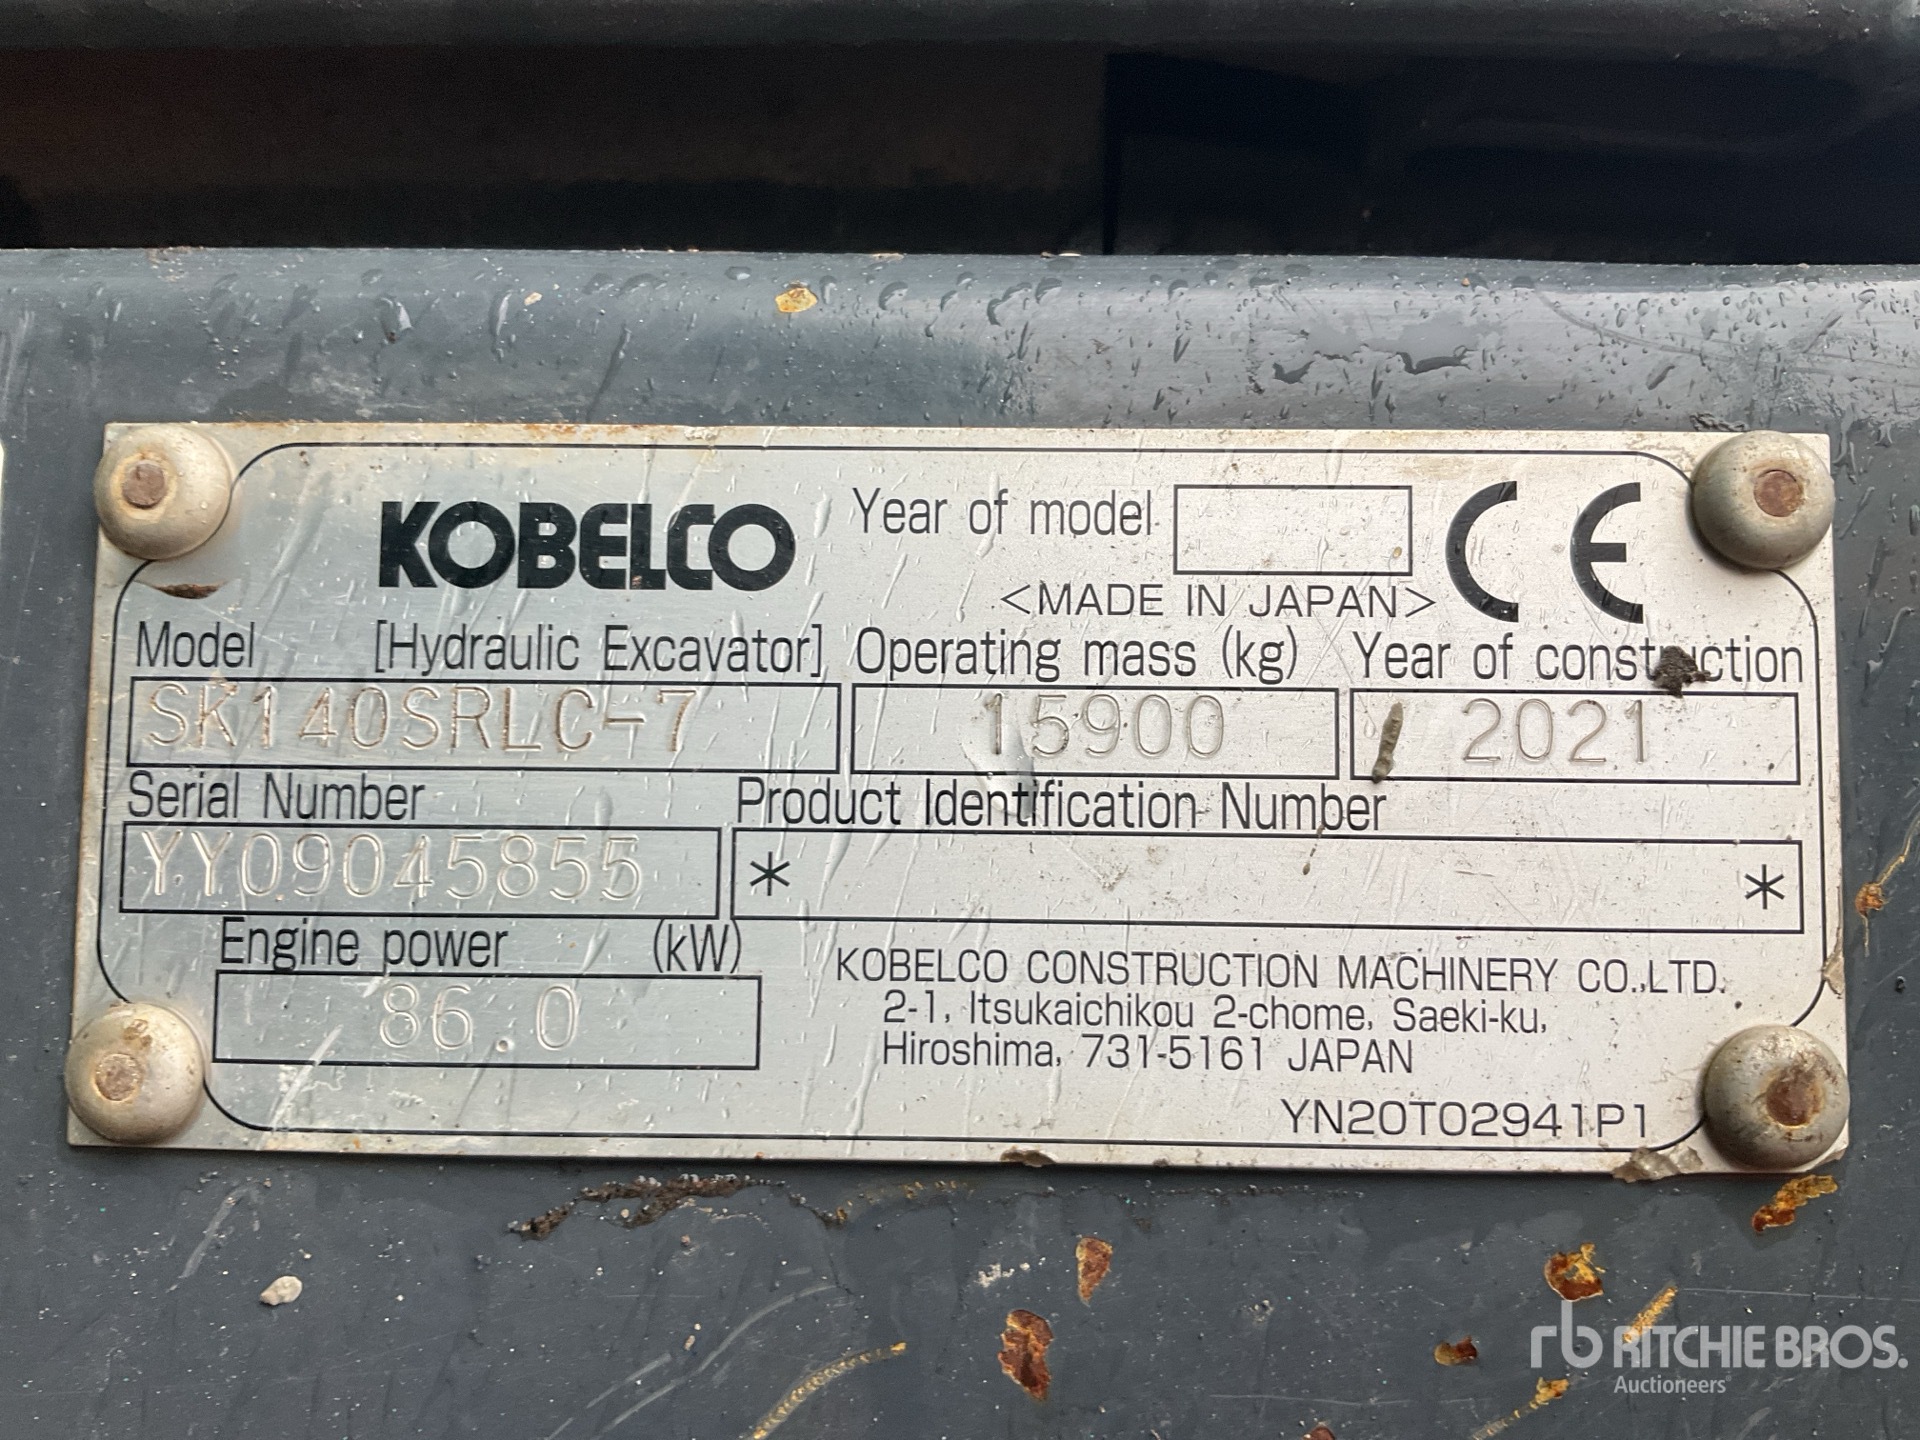 KOBELCO
Year of model
<MADE IN JAPAN>
CE
Model [Hydraulic Excavator] Operating mass (kg) Year of construction
SK140SRLC-7 15900 2021
Serial Number Product Identification Number
YY09045855 * *
Engine power (kW)
86.0
KOBELCO CONSTRUCTION MACHINERY CO.,LTD.
2-1, Itsukaichikou 2-chome, Saeki-ku,
Hiroshima, 731-5161 JAPAN
YN20T02941P1
rb RITCHIE BROS.
Auctioneers